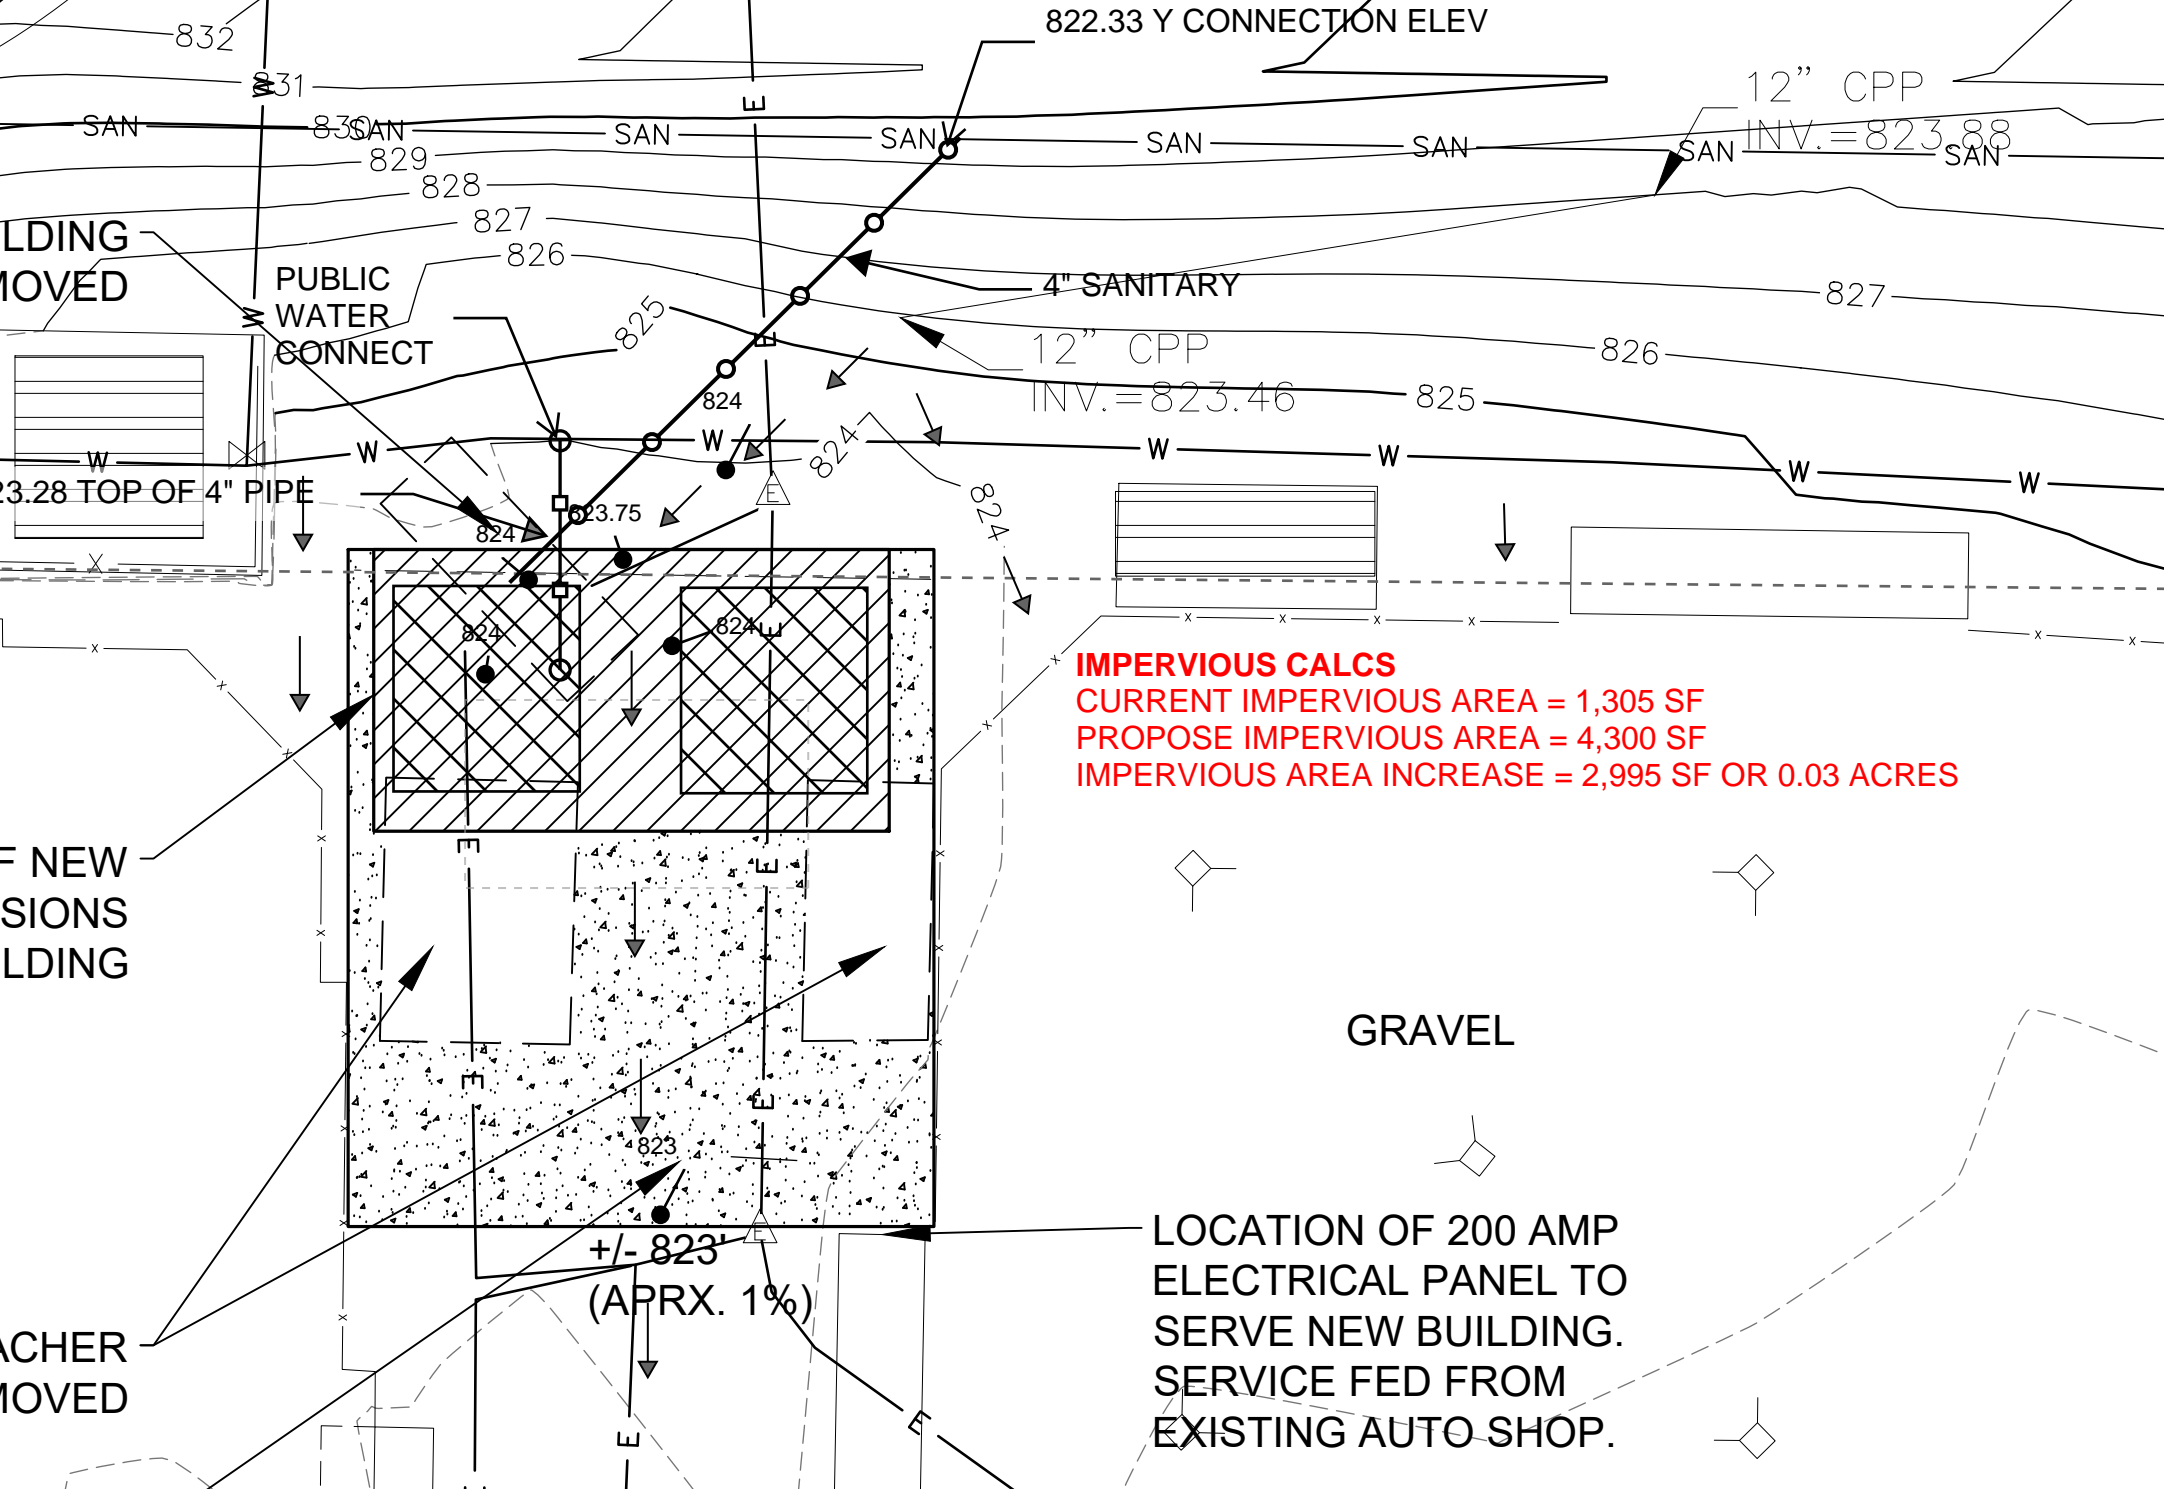 822.33 Y CONNECTION ELEV
832
831
W
E
12” CPP
INV.=823.88
SAN
830
SAN
SAN
SAN
SAN
SAN
SAN
SAN
829
828
827
826
LDING
MOVED
PUBLIC
WATER
CONNECT
W
825
E
4" SANITARY
827
12” CPP
INV.=823.46
826
825
824
W
W
W
W
W
W
W
824
824
23.28 TOP OF 4" PIPE
E
823.75
824
X
824
824
E
x
x
x
x
x
x
x
x
x
x
x
IMPERVIOUS CALCS
CURRENT IMPERVIOUS AREA = 1,305 SF
PROPOSE IMPERVIOUS AREA = 4,300 SF
IMPERVIOUS AREA INCREASE = 2,995 SF OR 0.03 ACRES
E
E
F NEW
SIONS
LDING
GRAVEL
E
E
823
E
+/- 823'
(APRX. 1%)
LOCATION OF 200 AMP
ELECTRICAL PANEL TO
SERVE NEW BUILDING.
SERVICE FED FROM
EXISTING AUTO SHOP.
ACHER
MOVED
E
E